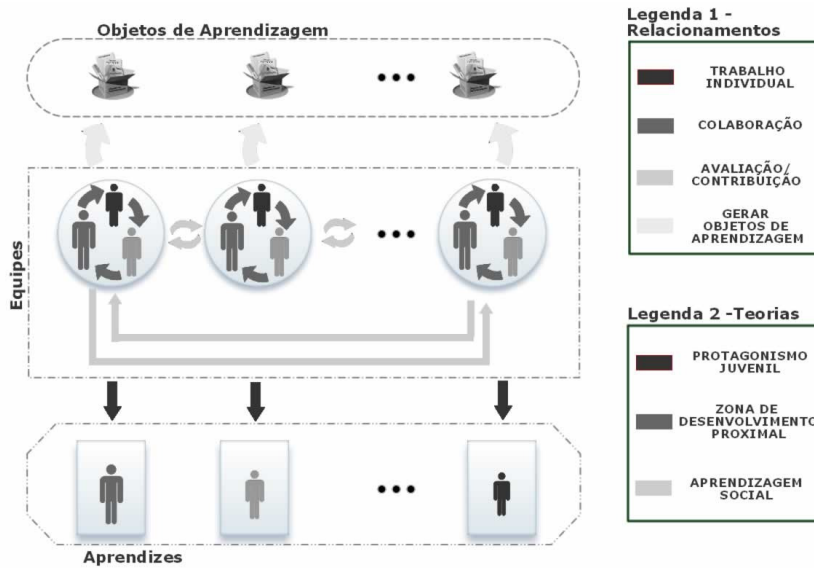 Objetos de Aprendizagem
Equipes
Aprendizes
Legenda 1 -
Relacionamentos
TRABALHO
INDIVIDUAL
COLABORAÇÃO
AVALIAÇÃO/
CONTRIBUIÇÃO
GERAR
OBJETOS DE
APRENDIZAGEM
Legenda 2 -Teorias
PROTAGONISMO
JUVENIL
ZONA DE
DESENVOLVIMENTO
PROXIMAL
APRENDIZAGEM
SOCIAL